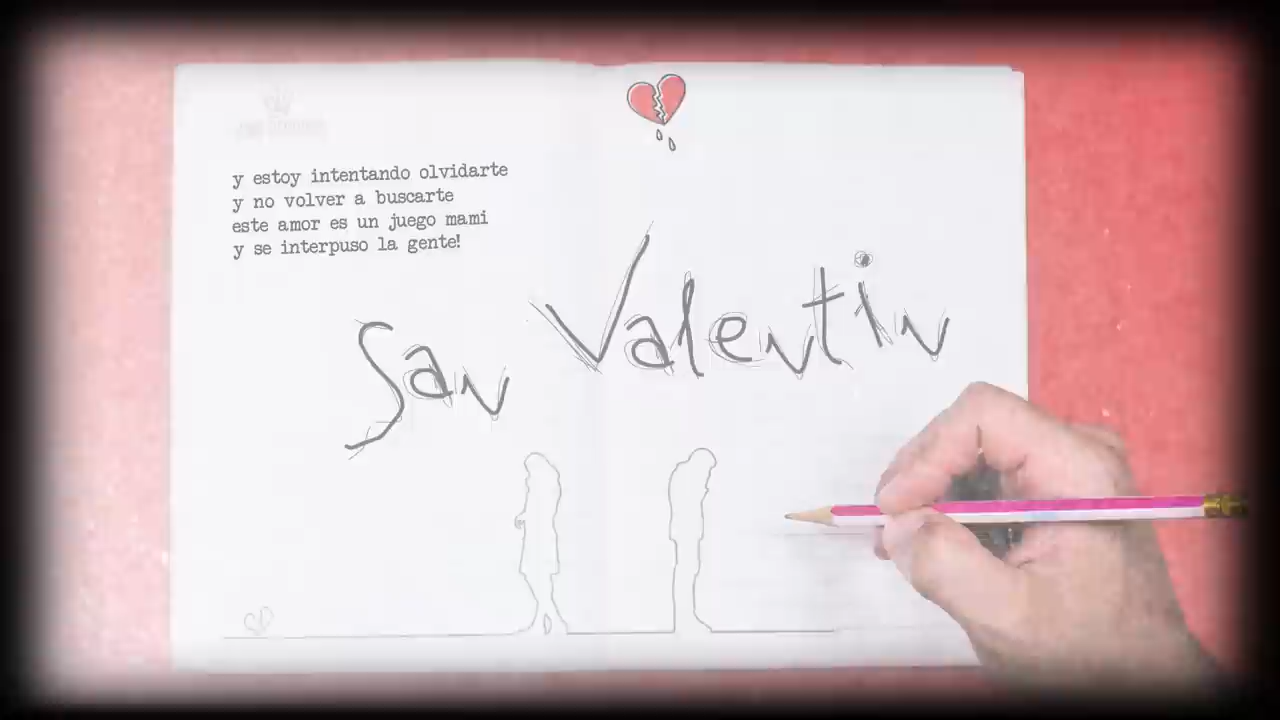 y estoy intentando olvidarte
y no volver a buscarte
este amor es un juego mami
y se interpuso la gente!
San Valentin